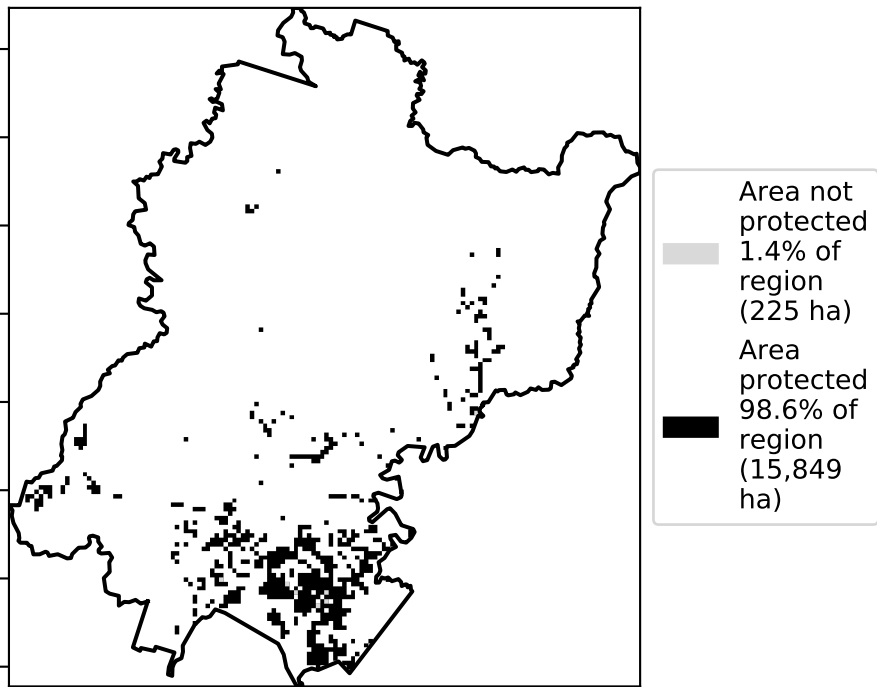 Area not
protected
1.4% of
region
(225 ha)
Area
protected
98.6% of
region
(15,849
ha)